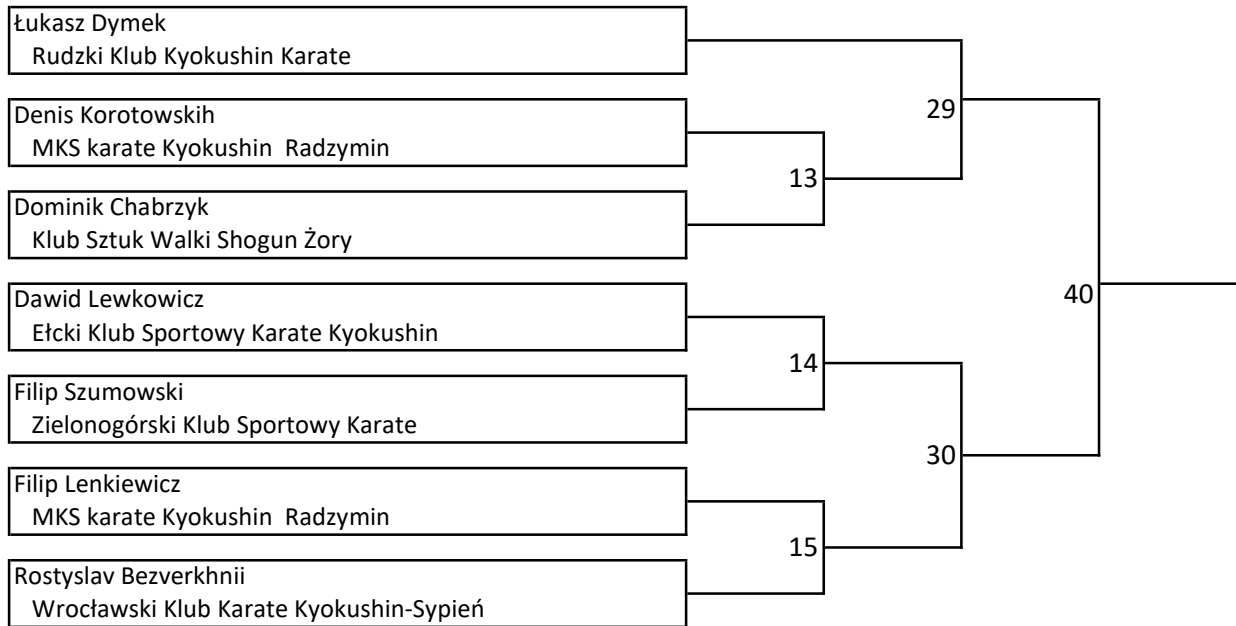 Łukasz Dymek
Rudzki Klub Kyokushin Karate
29
Denis Korotowskih
MKS karate Kyokushin  Radzymin
13
Dominik Chabrzyk
Klub Sztuk Walki Shogun Żory
40
Dawid Lewkowicz
Ełcki Klub Sportowy Karate Kyokushin
14
Filip Szumowski
Zielonogórski Klub Sportowy Karate
30
Filip Lenkiewicz
MKS karate Kyokushin  Radzymin
15
Rostyslav Bezverkhnii
Wrocławski Klub Karate Kyokushin-Sypień